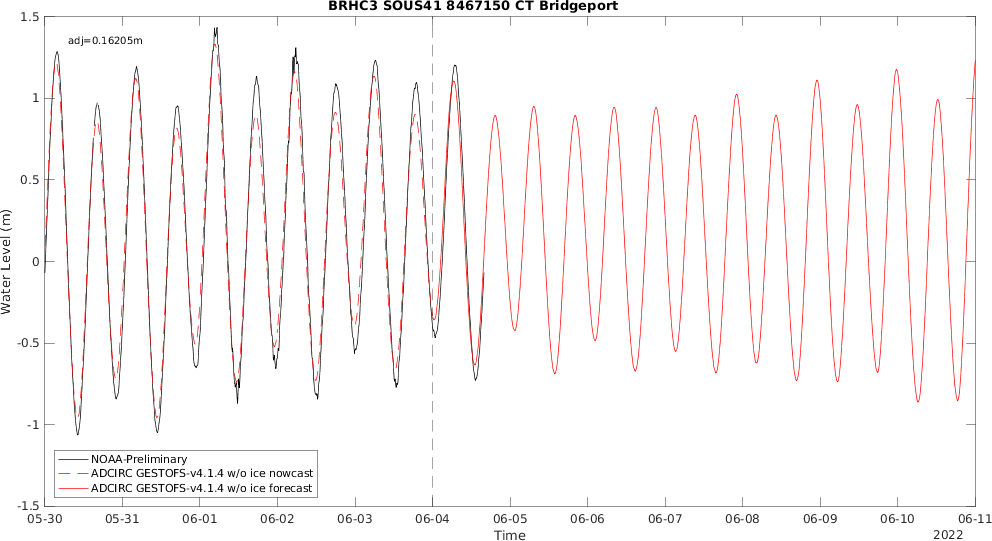 BRHC3 SOUS41 8467150 CT Bridgeport
adj=0.16205m
Water Level (m)
1.5
1
0.5
0
-0.5
-1
-1.5
NOAA-Preliminary
ADCIRC GESTOFS-v4.1.4 w/o ice nowcast
ADCIRC GESTOFS-v4.1.4 w/o ice forecast
05-30 05-31 06-01 06-02 06-03 06-04 06-05 06-06 06-07 06-08 06-09 06-10 06-11
Time
2022